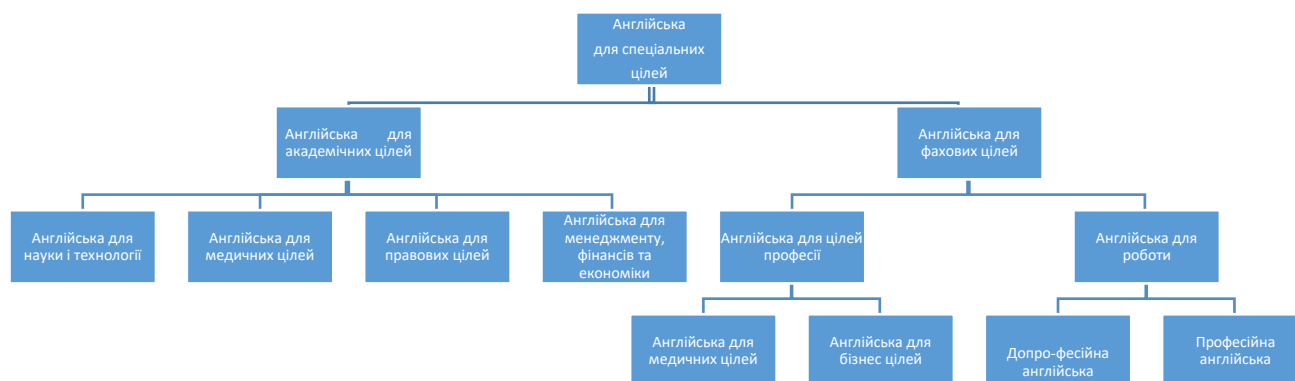 Англійська
для спеціальних
цілей
Англійська для
академічних цілей
Англійська для
фахових цілей
Англійська для
науки і технології
Англійська для
медичних цілей
Англійська для
правових цілей
Англійська для
менеджменту,
фінансів та
економіки
Англійська для цілей
професії
Англійська для
роботи
Англійська для
медичних цілей
Англійська для
бізнес цілей
Допро-фесійна
англійська
Професійна
англійська